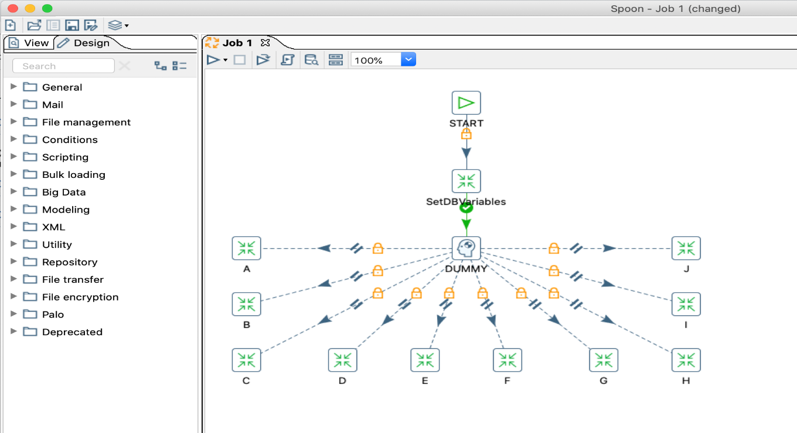 Spoon - Job 1 (changed)
View
Design
Job 1
Search
100%
General
Mail
File management
Conditions
Scripting
Bulk loading
Big Data
Modeling
XML
Utility
Repository
File transfer
File encryption
Palo
Deprecated
START
SetDBVariables
DUMMY
A
J
B
I
C
D
E
F
G
H